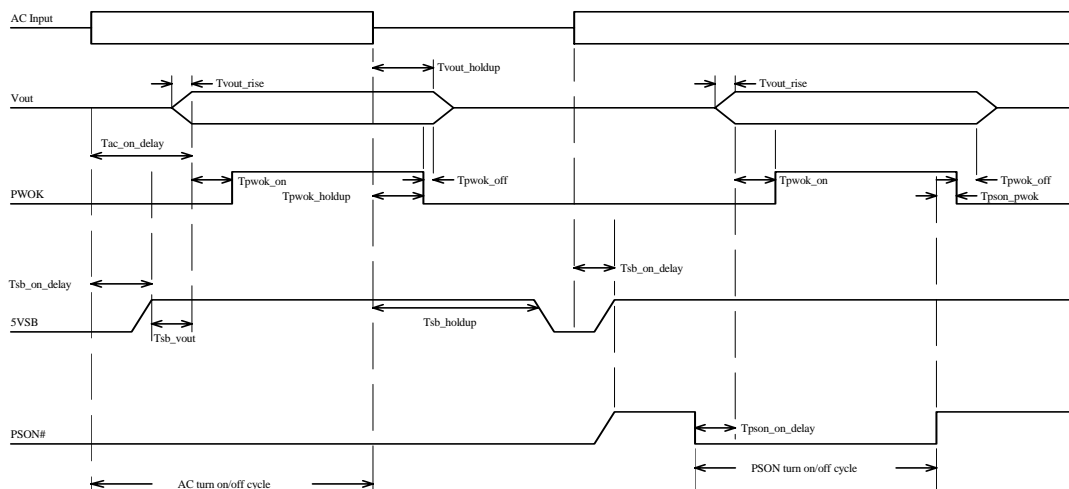 AC Input
Tvout_holdup
Tvout_rise
Tvout_rise
Vout
Tac_on_delay
Tpwok_on
Tpwok_off
Tpwok_on
Tpwok_off
PWOK
Tpwok_holdup
Tpson_pwok
Tsb_on_delay
Tsb_on_delay
5VSB
Tsb_vout
Tsb_holdup
PSON#
Tpson_on_delay
AC turn on/off cycle
PSON turn on/off cycle